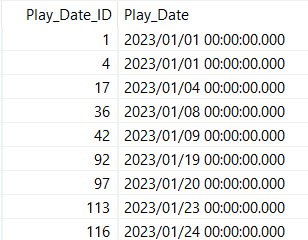 Play_Date_ID Play_Date
1 2023/01/01 00:00:00.000
4 2023/01/01 00:00:00.000
17 2023/01/04 00:00:00.000
36 2023/01/08 00:00:00.000
42 2023/01/09 00:00:00.000
92 2023/01/19 00:00:00.000
97 2023/01/20 00:00:00.000
113 2023/01/23 00:00:00.000
116 2023/01/24 00:00:00.000